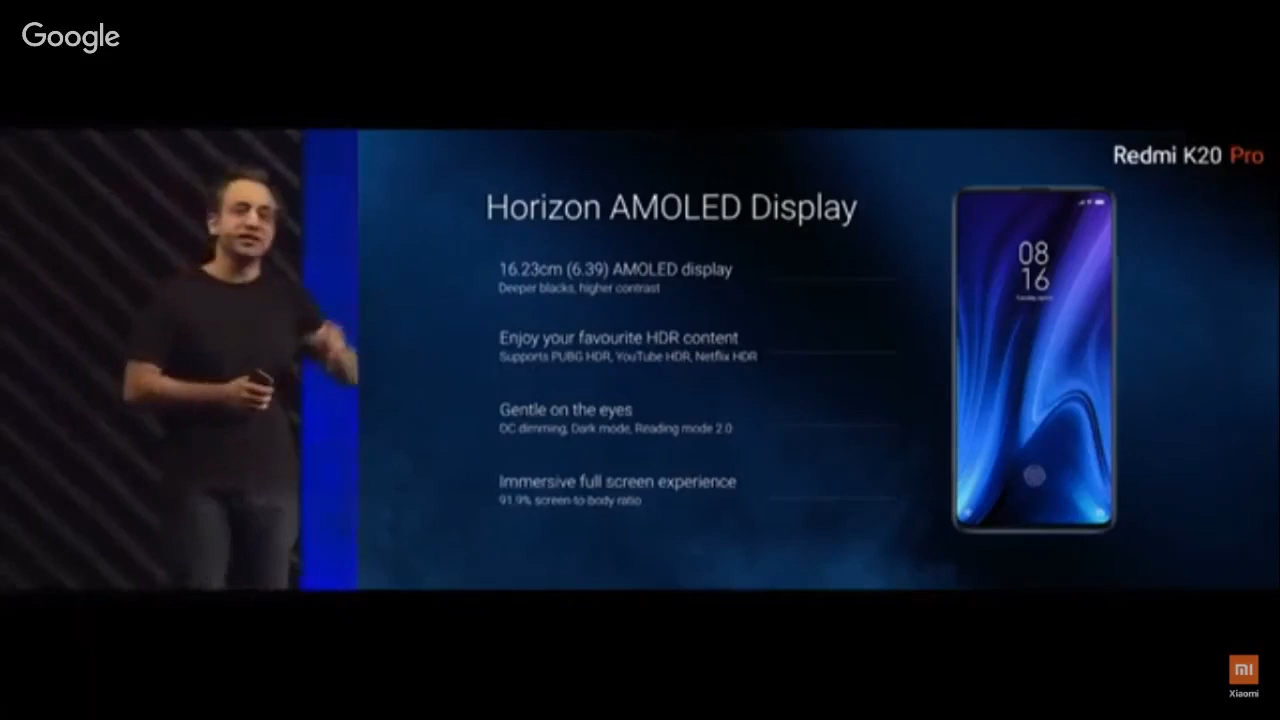 Google
Redmi K20 Pro
Horizon AMOLED Display
16.23cm (6.39) AMOLED display
Deeper blacks, higher contrast
Enjoy your favourite HDR content
Supports PUBG HDR, YouTube HDR, Netflix HDR
Gentle on the eyes
DC dimming, Dark mode, Reading mode 2.0
Immersive full screen experience
91.9% screen-to-body ratio
08
16
mi
Xiaomi